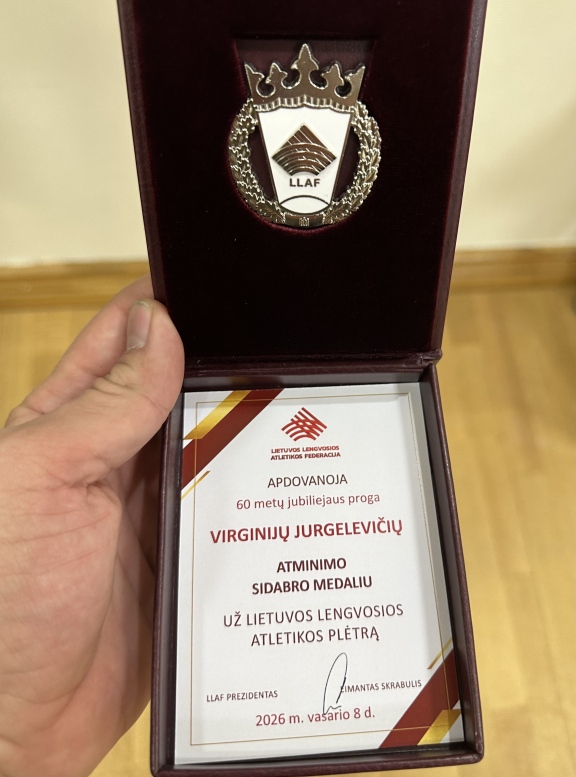 LLAF
LIETUVOS LENGVOSIOS
ATLETIKOS FEDERACIJA
APDOVANOJA
60 metų jubiliejaus proga
VIRGINIJŲ JURGELEVIČIŲ
ATMINIMO
SIDABRO MEDALIU
UŽ LIETUVOS LENGVOSIOS
ATLETIKOS PLĖTRĄ
LLAF PREZIDENTAS EIMANTAS SKRABULIS
2026 m. vasario 8 d.